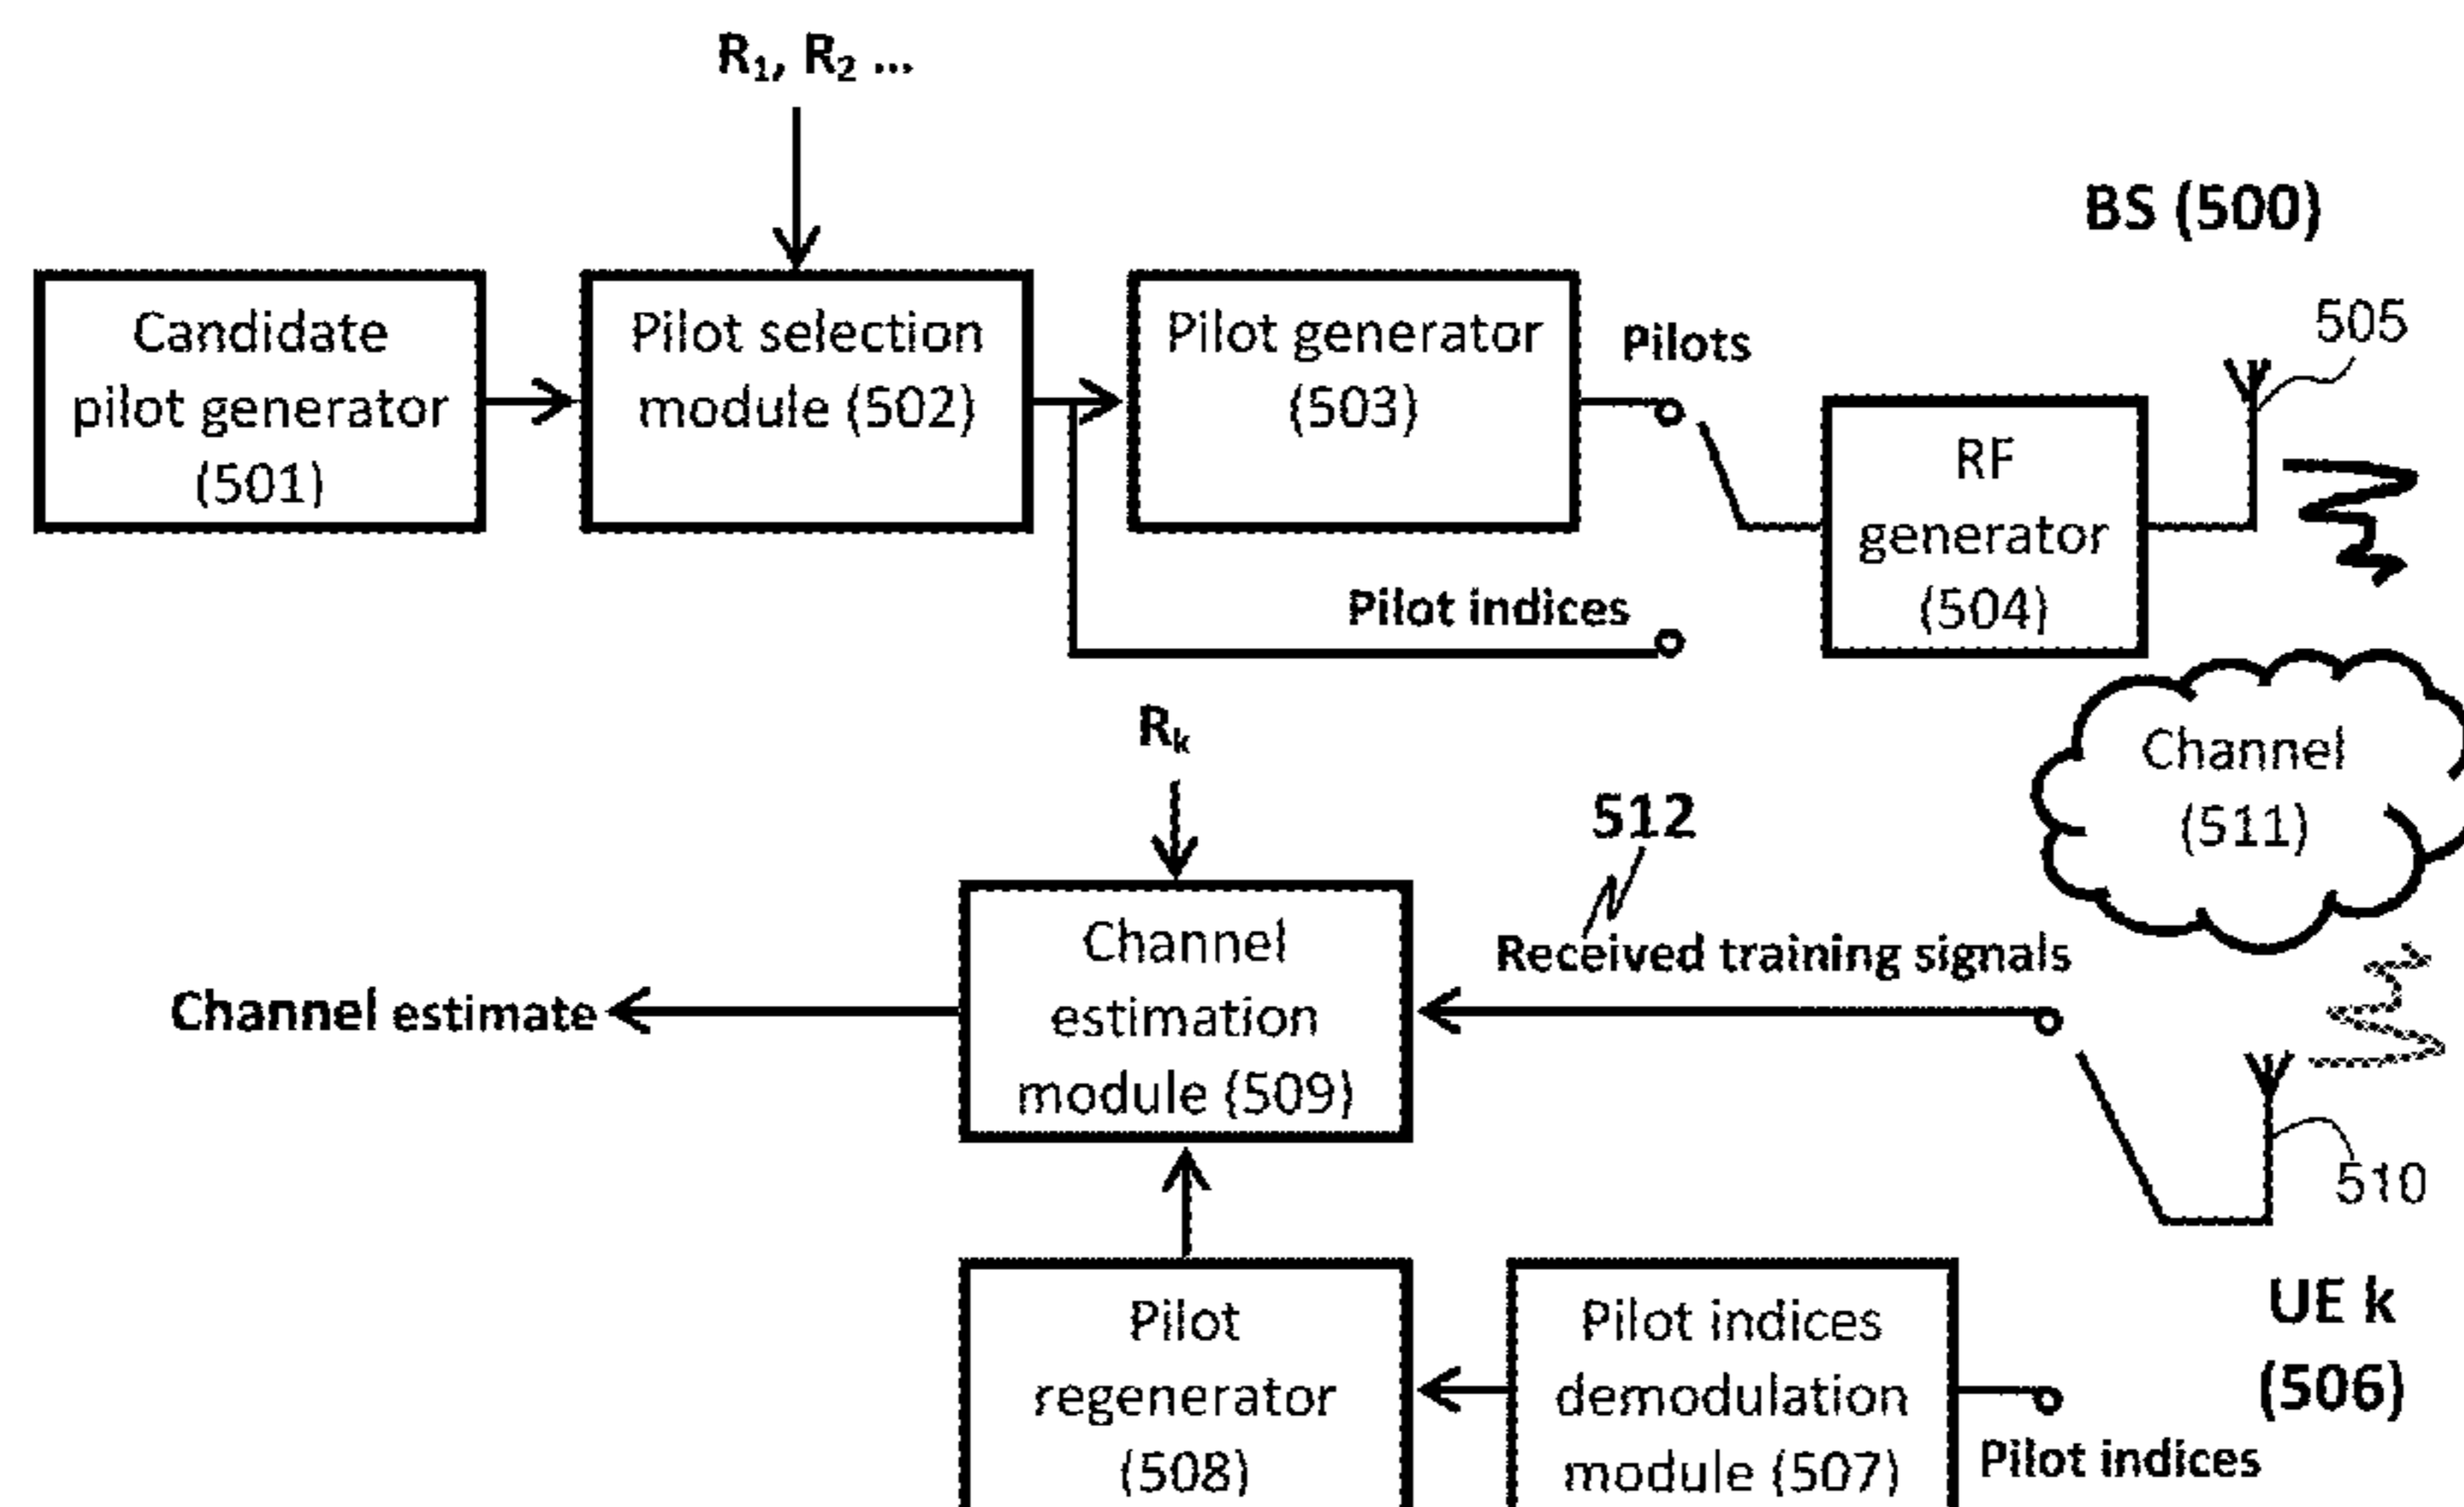 R₁, R₂ ...
BS (500)
Candidate
pilot generator
(501)
Pilot selection
module (502)
Pilot generator
(503)
Pilots
505
RF
generator
(504)
Pilot indices
Rₖ
Channel
(511)
512
Received training signals
Channel
estimation
module (509)
Channel estimate
510
UE k
(506)
Pilot
regenerator
(508)
Pilot indices
demodulation
module (507)
Pilot indices